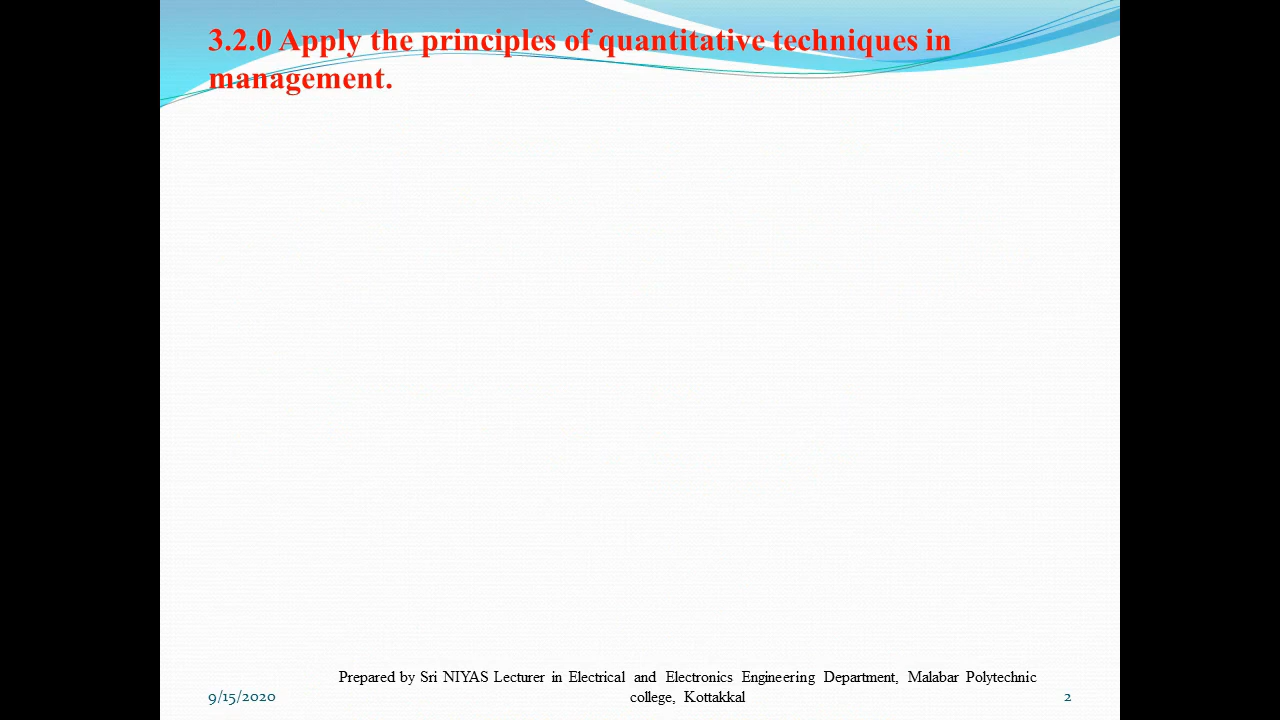 3.2.0 Apply the principles of quantitative techniques in
management.
Prepared by Sri NIYAS Lecturer in Electrical and Electronics Engineering Department, Malabar Polytechnic
college, Kottakkal
9/15/2020
2